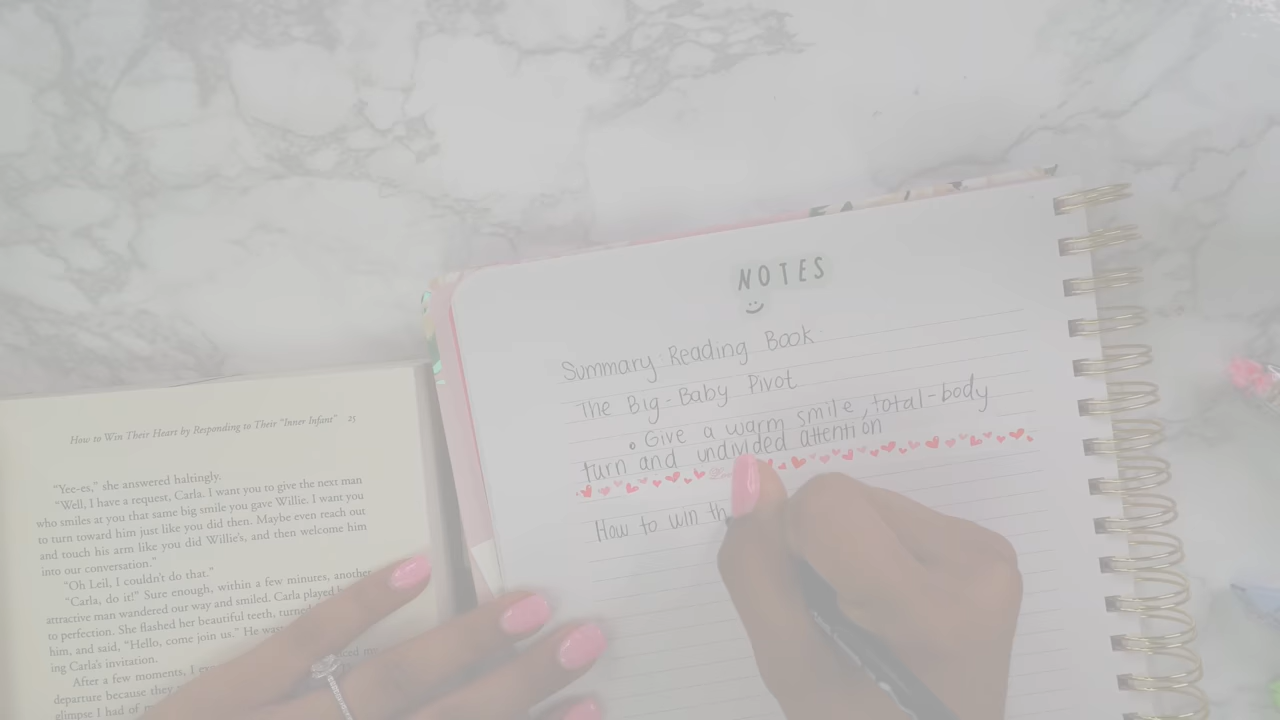 How to Win Their Heart by Responding to Their "Inner Infant" 25
"Yee-es," she answered haltingly.
"Well, I have a request, Carla. I want you to give the next man
who smiles at you that same big smile you gave Willie. I want you
to turn toward him just like you did then. Maybe even reach out
and touch his arm like you did Willie's, and then welcome him
into our conversation."
"Oh Leil, I couldn't do that."
"Carla, do it!" Sure enough, within a few minutes, another
attractive man wandered our way and smiled. Carla played
to perfection. She flashed her beautiful teeth, turned
him, and said, "Hello, come join us." He was
ing Carla's invitation.
After a few moments, I
departure because they
glimpse I had of
NOTES
Summary Reading Book
The Big-Baby Pivot
• Give a warm smile, total-body
turn and undivided attention
How to win th